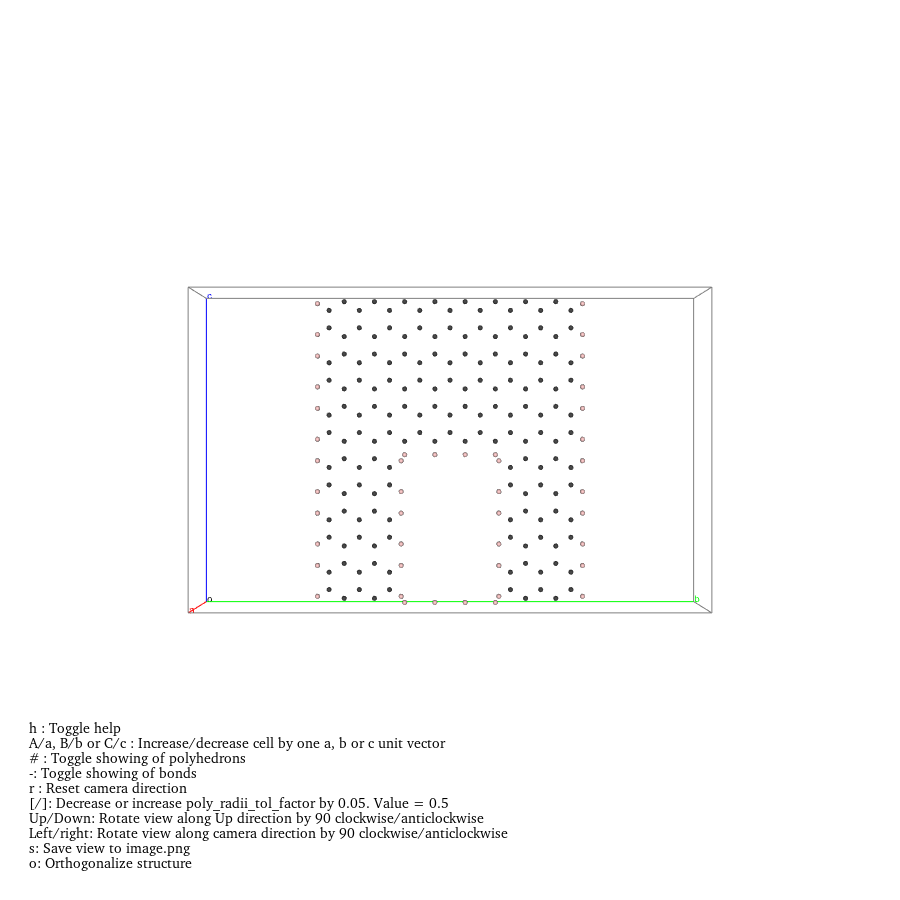 c
o
b
a
h : Toggle help
A/a, B/b or C/c : Increase/decrease cell by one a, b or c unit vector
# : Toggle showing of polyhedrons
-: Toggle showing of bonds
r : Reset camera direction
[/]: Decrease or increase poly_radii_tol_factor by 0.05. Value = 0.5
Up/Down: Rotate view along Up direction by 90 clockwise/anticlockwise
Left/right: Rotate view along camera direction by 90 clockwise/anticlockwise
s: Save view to image.png
o: Orthogonalize structure